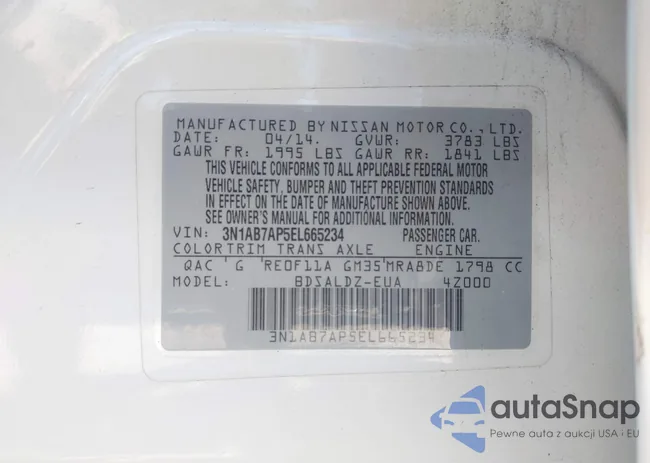 MANUFACTURED BY NISSAN MOTOR CO., LTD.
DATE: 04/14. GVWR: 3783 LBS
GAWR FR: 1995 LBS GAWR RR: 1841 LBS
THIS VEHICLE CONFORMS TO ALL APPLICABLE FEDERAL MOTOR
VEHICLE SAFETY, BUMPER AND THEFT PREVENTION STANDARDS
IN EFFECT ON THE DATE OF MANUFACTURE SHOWN ABOVE.
SEE OWNER'S MANUAL FOR ADDITIONAL INFORMATION.
VIN: 3N1AB7AP5EL665234 PASSENGER CAR.
COLOR TRIM TRANS AXLE ENGINE
QAC G RE0F11A GM35 MRA8DE 1798 CC
MODEL: BDSALDZ-EUA 4Z000
3N1AB7AP5EL665234
autaSnap
Pewne auta z aukcji USA i EU